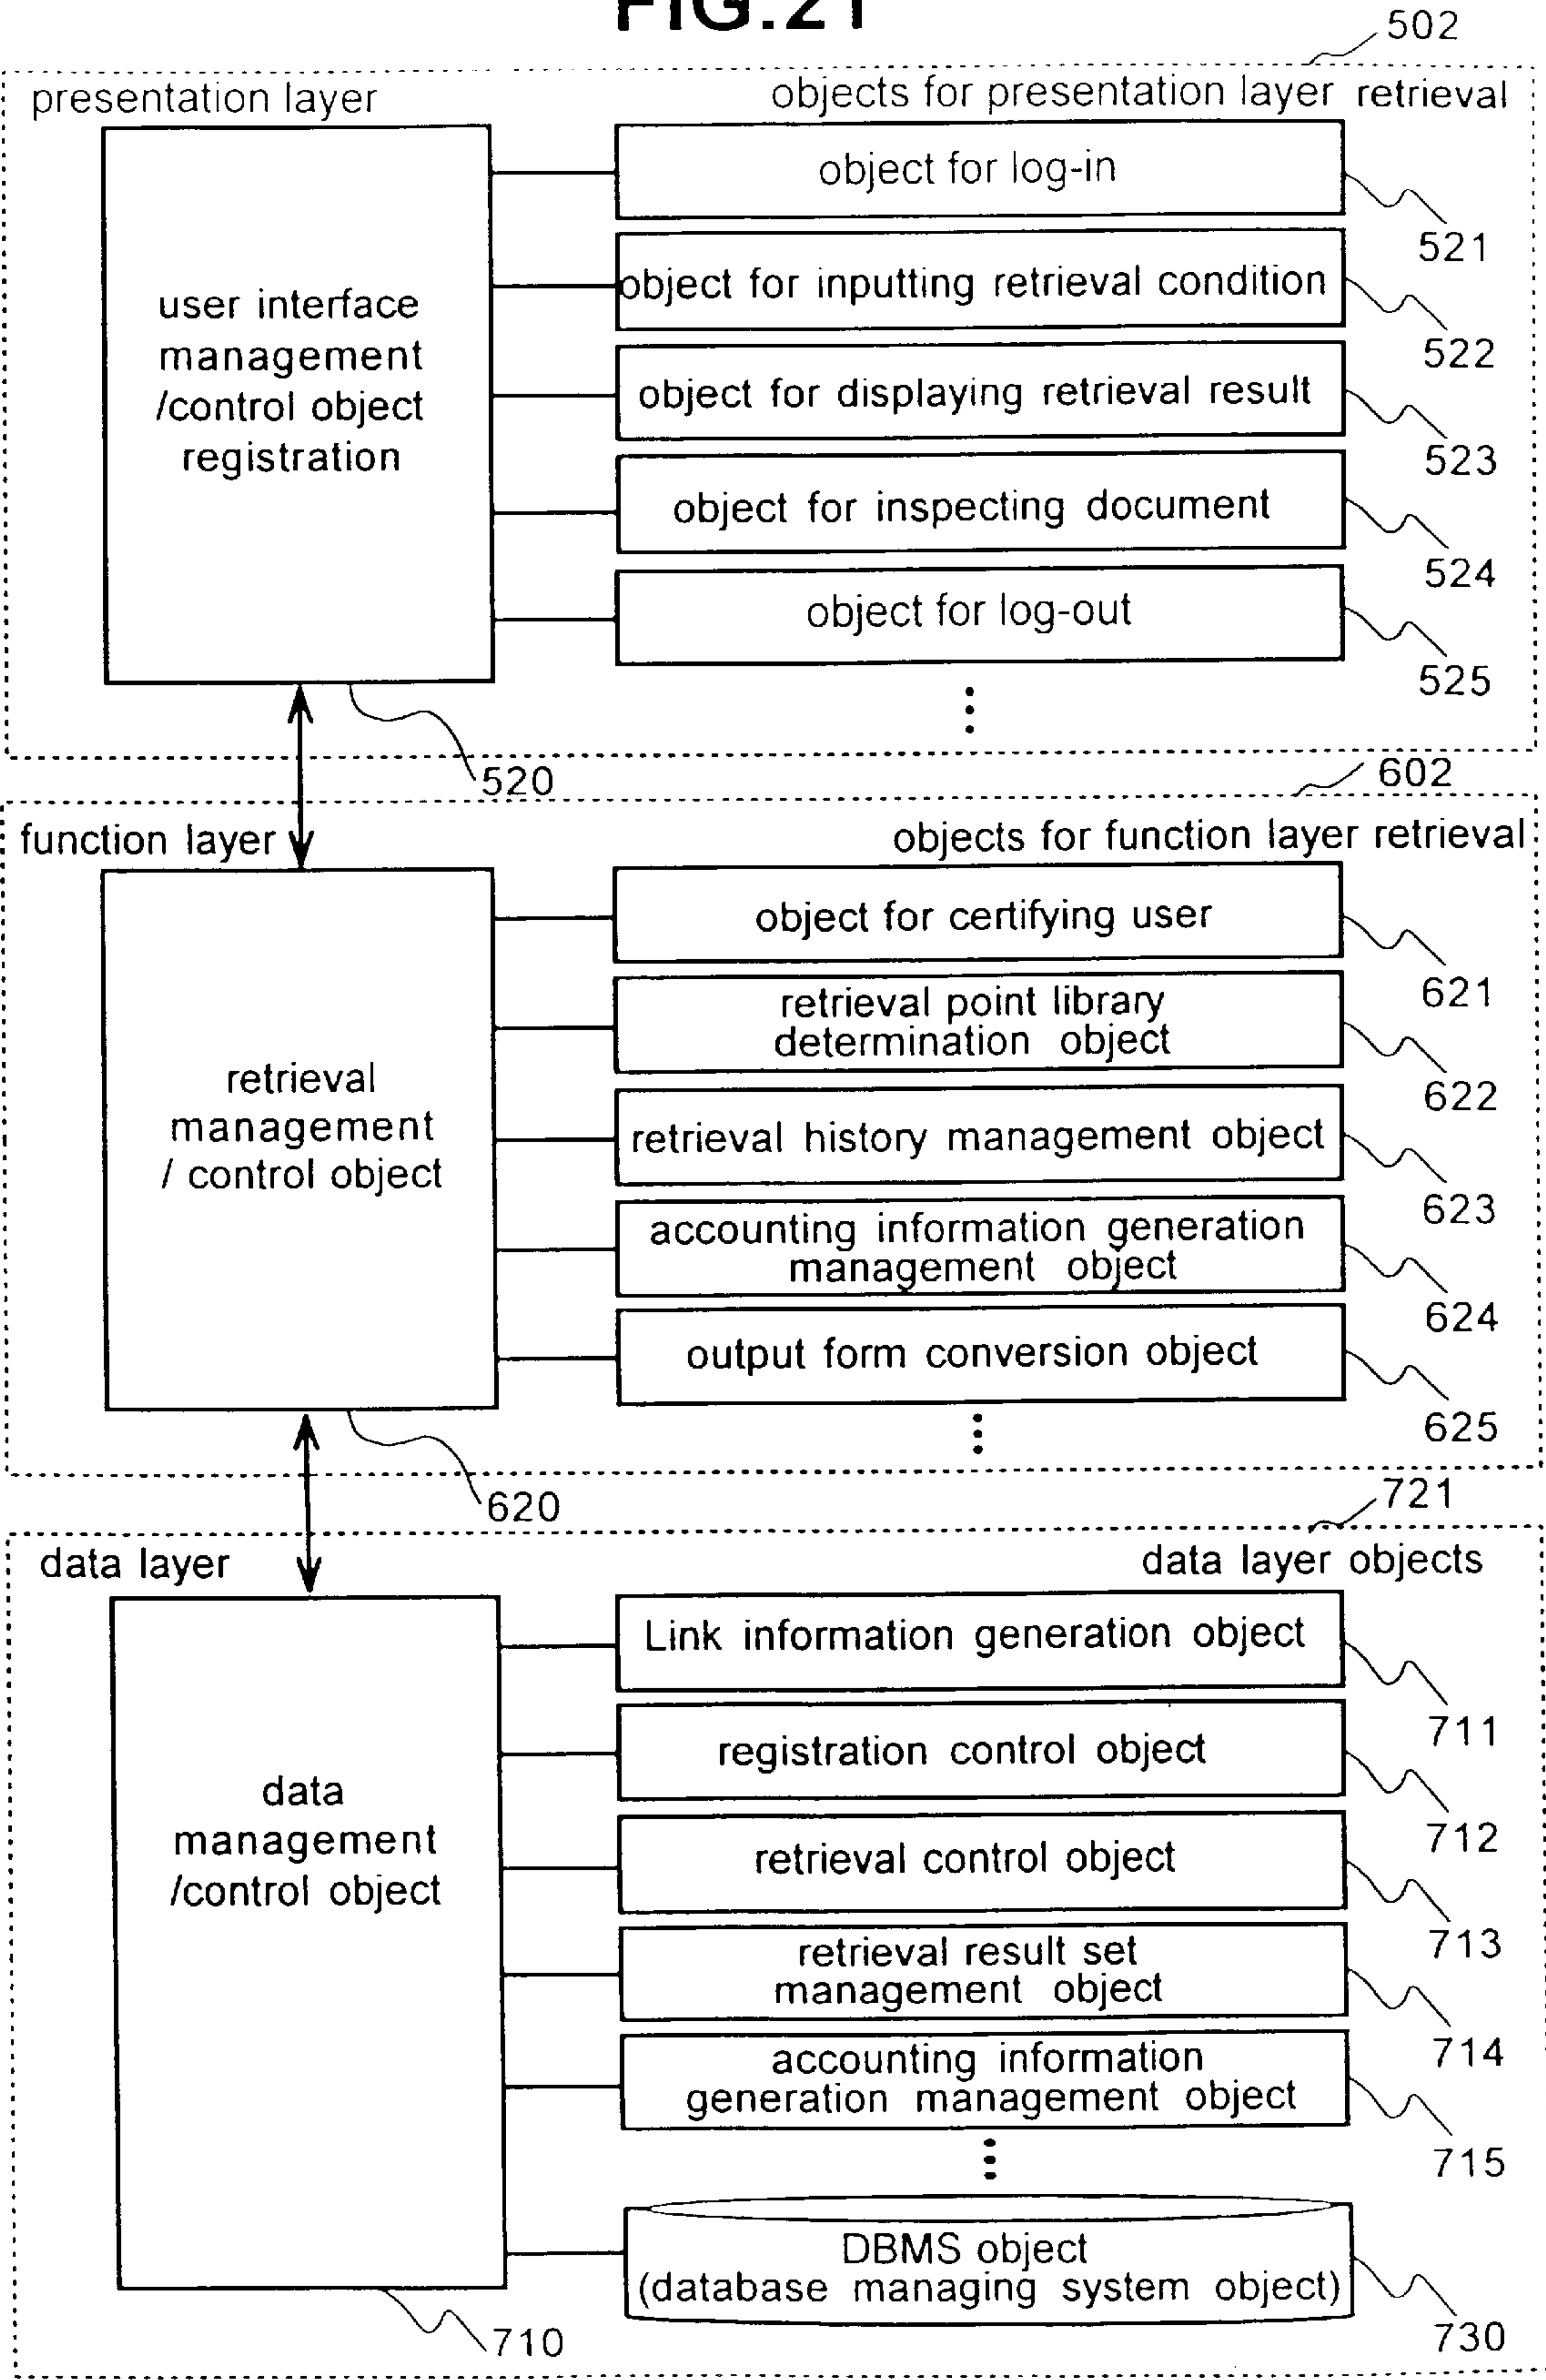 FIG.21
502
presentation layer
objects for presentation layer retrieval
user interface
management
/control object
registration
object for log-in
521
object for inputting retrieval condition
522
object for displaying retrieval result
523
object for inspecting document
524
object for log-out
525
520
602
function layer
objects for function layer retrieval
retrieval
management
/ control object
object for certifying user
621
retrieval point library
determination object
622
retrieval history management object
623
accounting information generation
management object
624
output form conversion object
625
620
721
data layer
data layer objects
data
management
/control object
Link information generation object
711
registration control object
712
retrieval control object
713
retrieval result set
management object
714
accounting information
generation management object
715
DBMS object
(database managing system object)
730
710